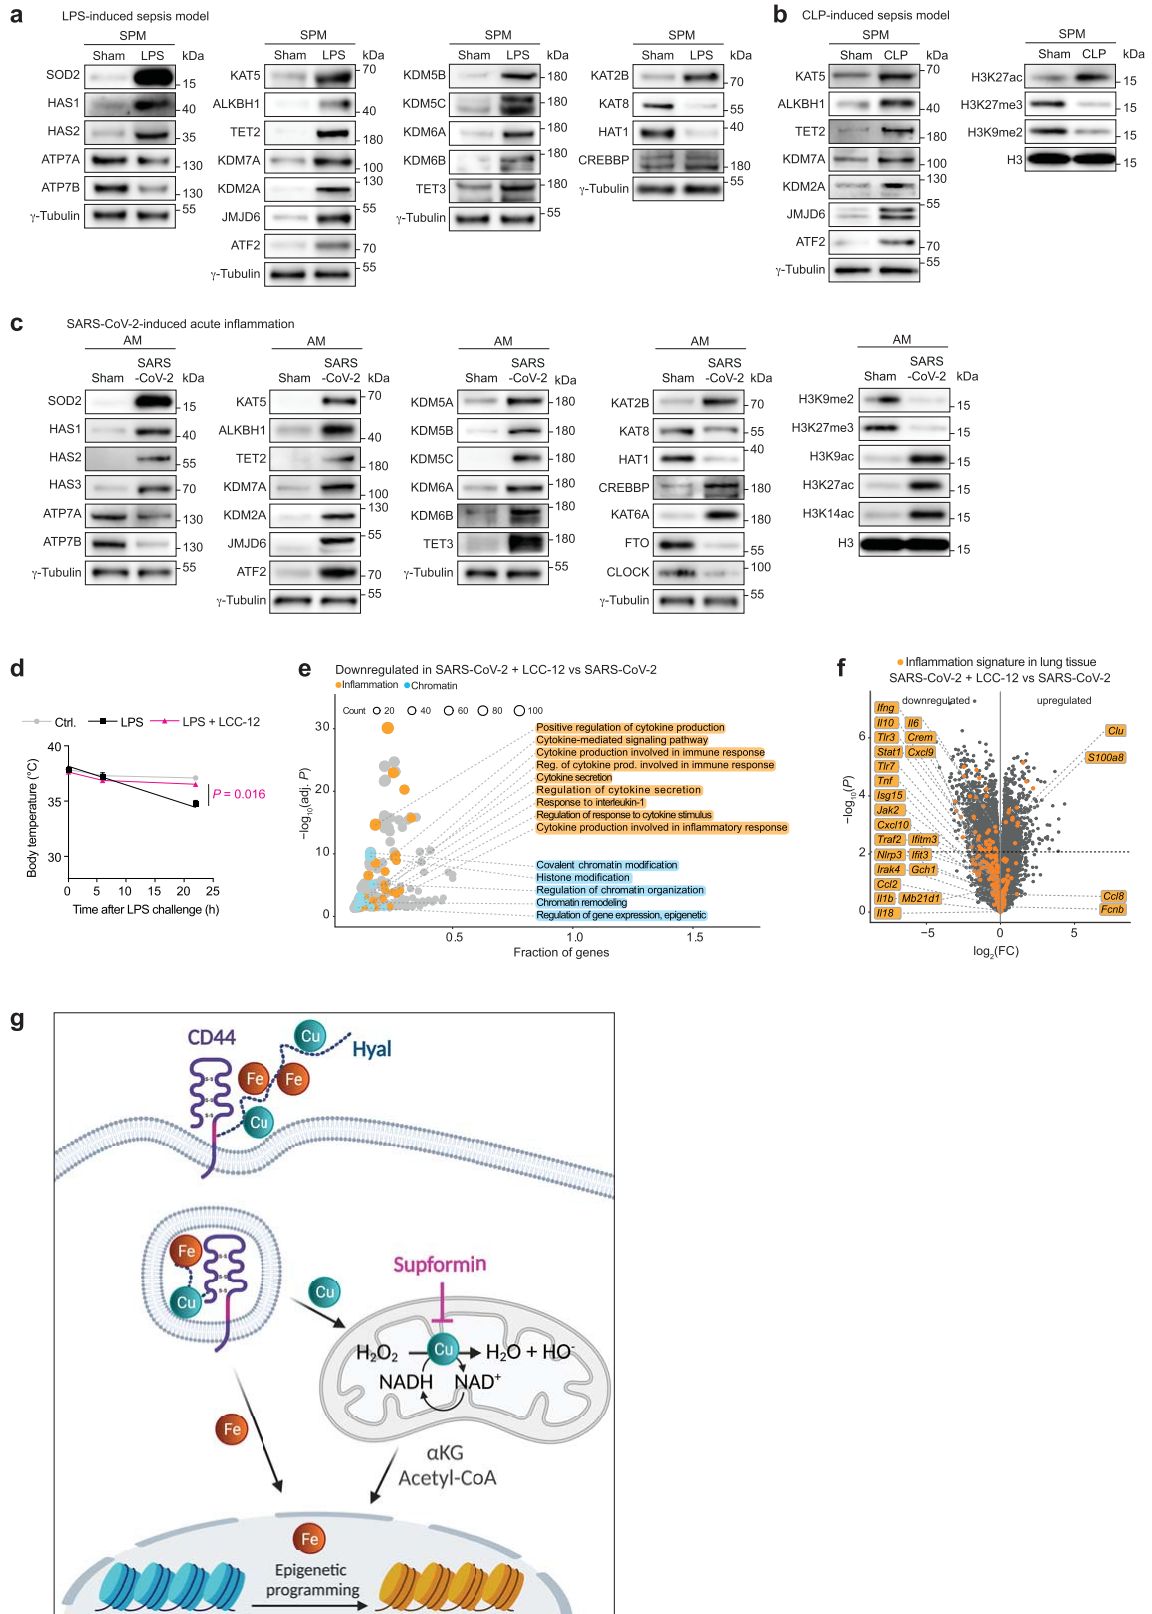 a
LPS-induced sepsis model
SPM
Sham LPS kDa
SOD2
15
HAS1
40
HAS2
35
ATP7A
130
ATP7B
130
γ-Tubulin
55
SPM
Sham LPS kDa
KAT5
70
ALKBH1
40
TET2
180
KDM7A
100
KDM2A
130
JMJD6
55
ATF2
70
γ-Tubulin
55
SPM
Sham LPS kDa
KDM5B
180
KDM5C
180
KDM6A
180
KDM6B
180
TET3
180
γ-Tubulin
55
SPM
Sham LPS kDa
KAT2B
70
KAT8
55
HAT1
40
CREBBP
180
γ-Tubulin
55
b
CLP-induced sepsis model
SPM
Sham CLP kDa
KAT5
70
ALKBH1
40
TET2
180
KDM7A
100
KDM2A
130
JMJD6
55
ATF2
70
γ-Tubulin
55
SPM
Sham CLP kDa
H3K27ac
15
H3K27me3
15
H3K9me2
15
H3
15
c
SARS-CoV-2-induced acute inflammation
AM
SARS
Sham -CoV-2 kDa
SOD2
15
HAS1
40
HAS2
55
HAS3
70
ATP7A
130
ATP7B
130
γ-Tubulin
55
AM
SARS
Sham -CoV-2 kDa
KAT5
70
ALKBH1
40
TET2
180
KDM7A
100
KDM2A
130
JMJD6
55
ATF2
70
γ-Tubulin
55
AM
SARS
Sham -CoV-2 kDa
KDM5A
180
KDM5B
180
KDM5C
180
KDM6A
180
KDM6B
180
TET3
180
γ-Tubulin
55
AM
SARS
Sham -CoV-2 kDa
KAT2B
70
KAT8
55
HAT1
40
CREBBP
180
KAT6A
180
FTO
55
CLOCK
100
γ-Tubulin
55
AM
SARS
Sham -CoV-2 kDa
H3K9me2
15
H3K27me3
15
H3K9ac
15
H3K27ac
15
H3K14ac
15
H3
15
d
Ctrl. LPS LPS + LCC-12
Body temperature (°C)
40
35
30
P = 0.016
0 5 10 15 20 25
Time after LPS challenge (h)
e
Downregulated in SARS-CoV-2 + LCC-12 vs SARS-CoV-2
Inflammation Chromatin
Count 20 40 60 80 100
−log10(adj. P)
30
20
10
0
Positive regulation of cytokine production
Cytokine-mediated signaling pathway
Cytokine production involved in immune response
Reg. of cytokine prod. involved in immune response
Cytokine secretion
Regulation of cytokine secretion
Response to interleukin-1
Regulation of response to cytokine stimulus
Cytokine production involved in inflammatory response
Covalent chromatin modification
Histone modification
Regulation of chromatin organization
Chromatin remodeling
Regulation of gene expression, epigenetic
0.5 1.0 1.5
Fraction of genes
f
Inflammation signature in lung tissue
SARS-CoV-2 + LCC-12 vs SARS-CoV-2
downregulated upregulated
−log10(P)
6
4
2
0
Ifng
Il10 Il6
Tlr3 Crem
Stat1 Cxcl9
Tlr7
Tnf
Isg15
Jak2
Cxcl10
Traf2 Ifitm3
Nlrp3 Ifit3
Irak4 Gch1
Ccl2
Il1b Mb21d1
Il18
Clu
S100a8
Ccl8
Fcnb
−5 0 5
log2(FC)
g
CD44
Cu
Hyal
Fe Fe
Cu
S-S
S-S
Fe
S-S
S-S
Cu
Cu
Supformin
H2O2 Cu H2O + HO-
NADH NAD+
Fe
αKG
Acetyl-CoA
Fe
Epigenetic
programming